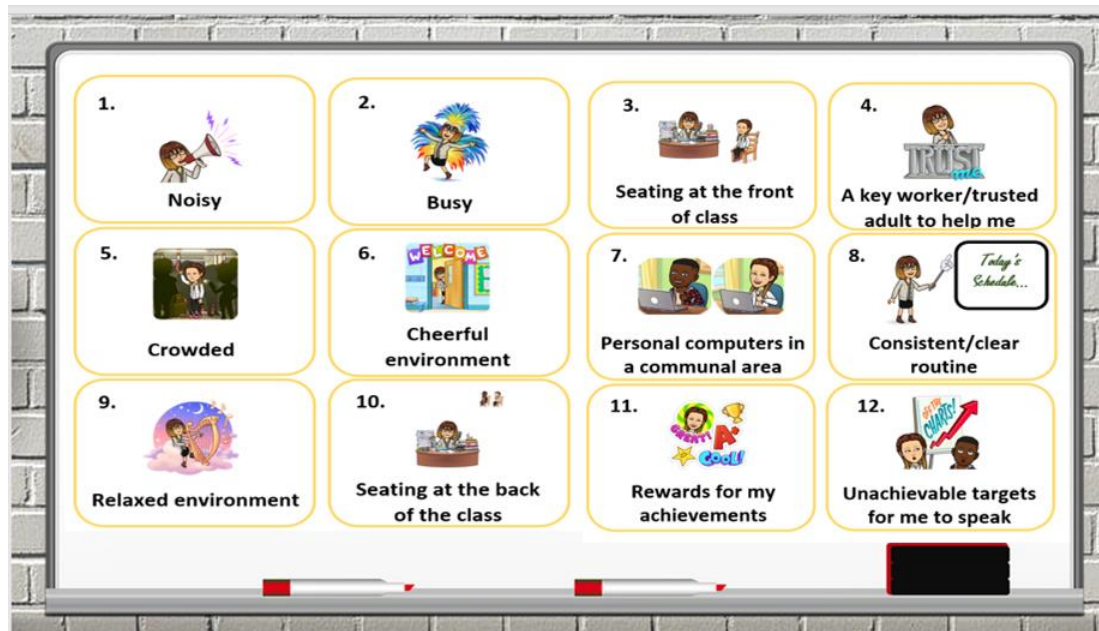 1.
Noisy
2.
Busy
3.
Seating at the front
of class
4.
TRUST
me
A key worker/trusted
adult to help me
5.
Crowded
6.
WELCOME
Cheerful
environment
7.
Personal computers in
a communal area
8.
Today's
Schedule...
Consistent/clear
routine
9.
Relaxed environment
10.
Seating at the back
of the class
11.
GREAT!
A+
COOL!
Rewards for my
achievements
12.
OFF THE
CHARTS!
Unachievable targets
for me to speak